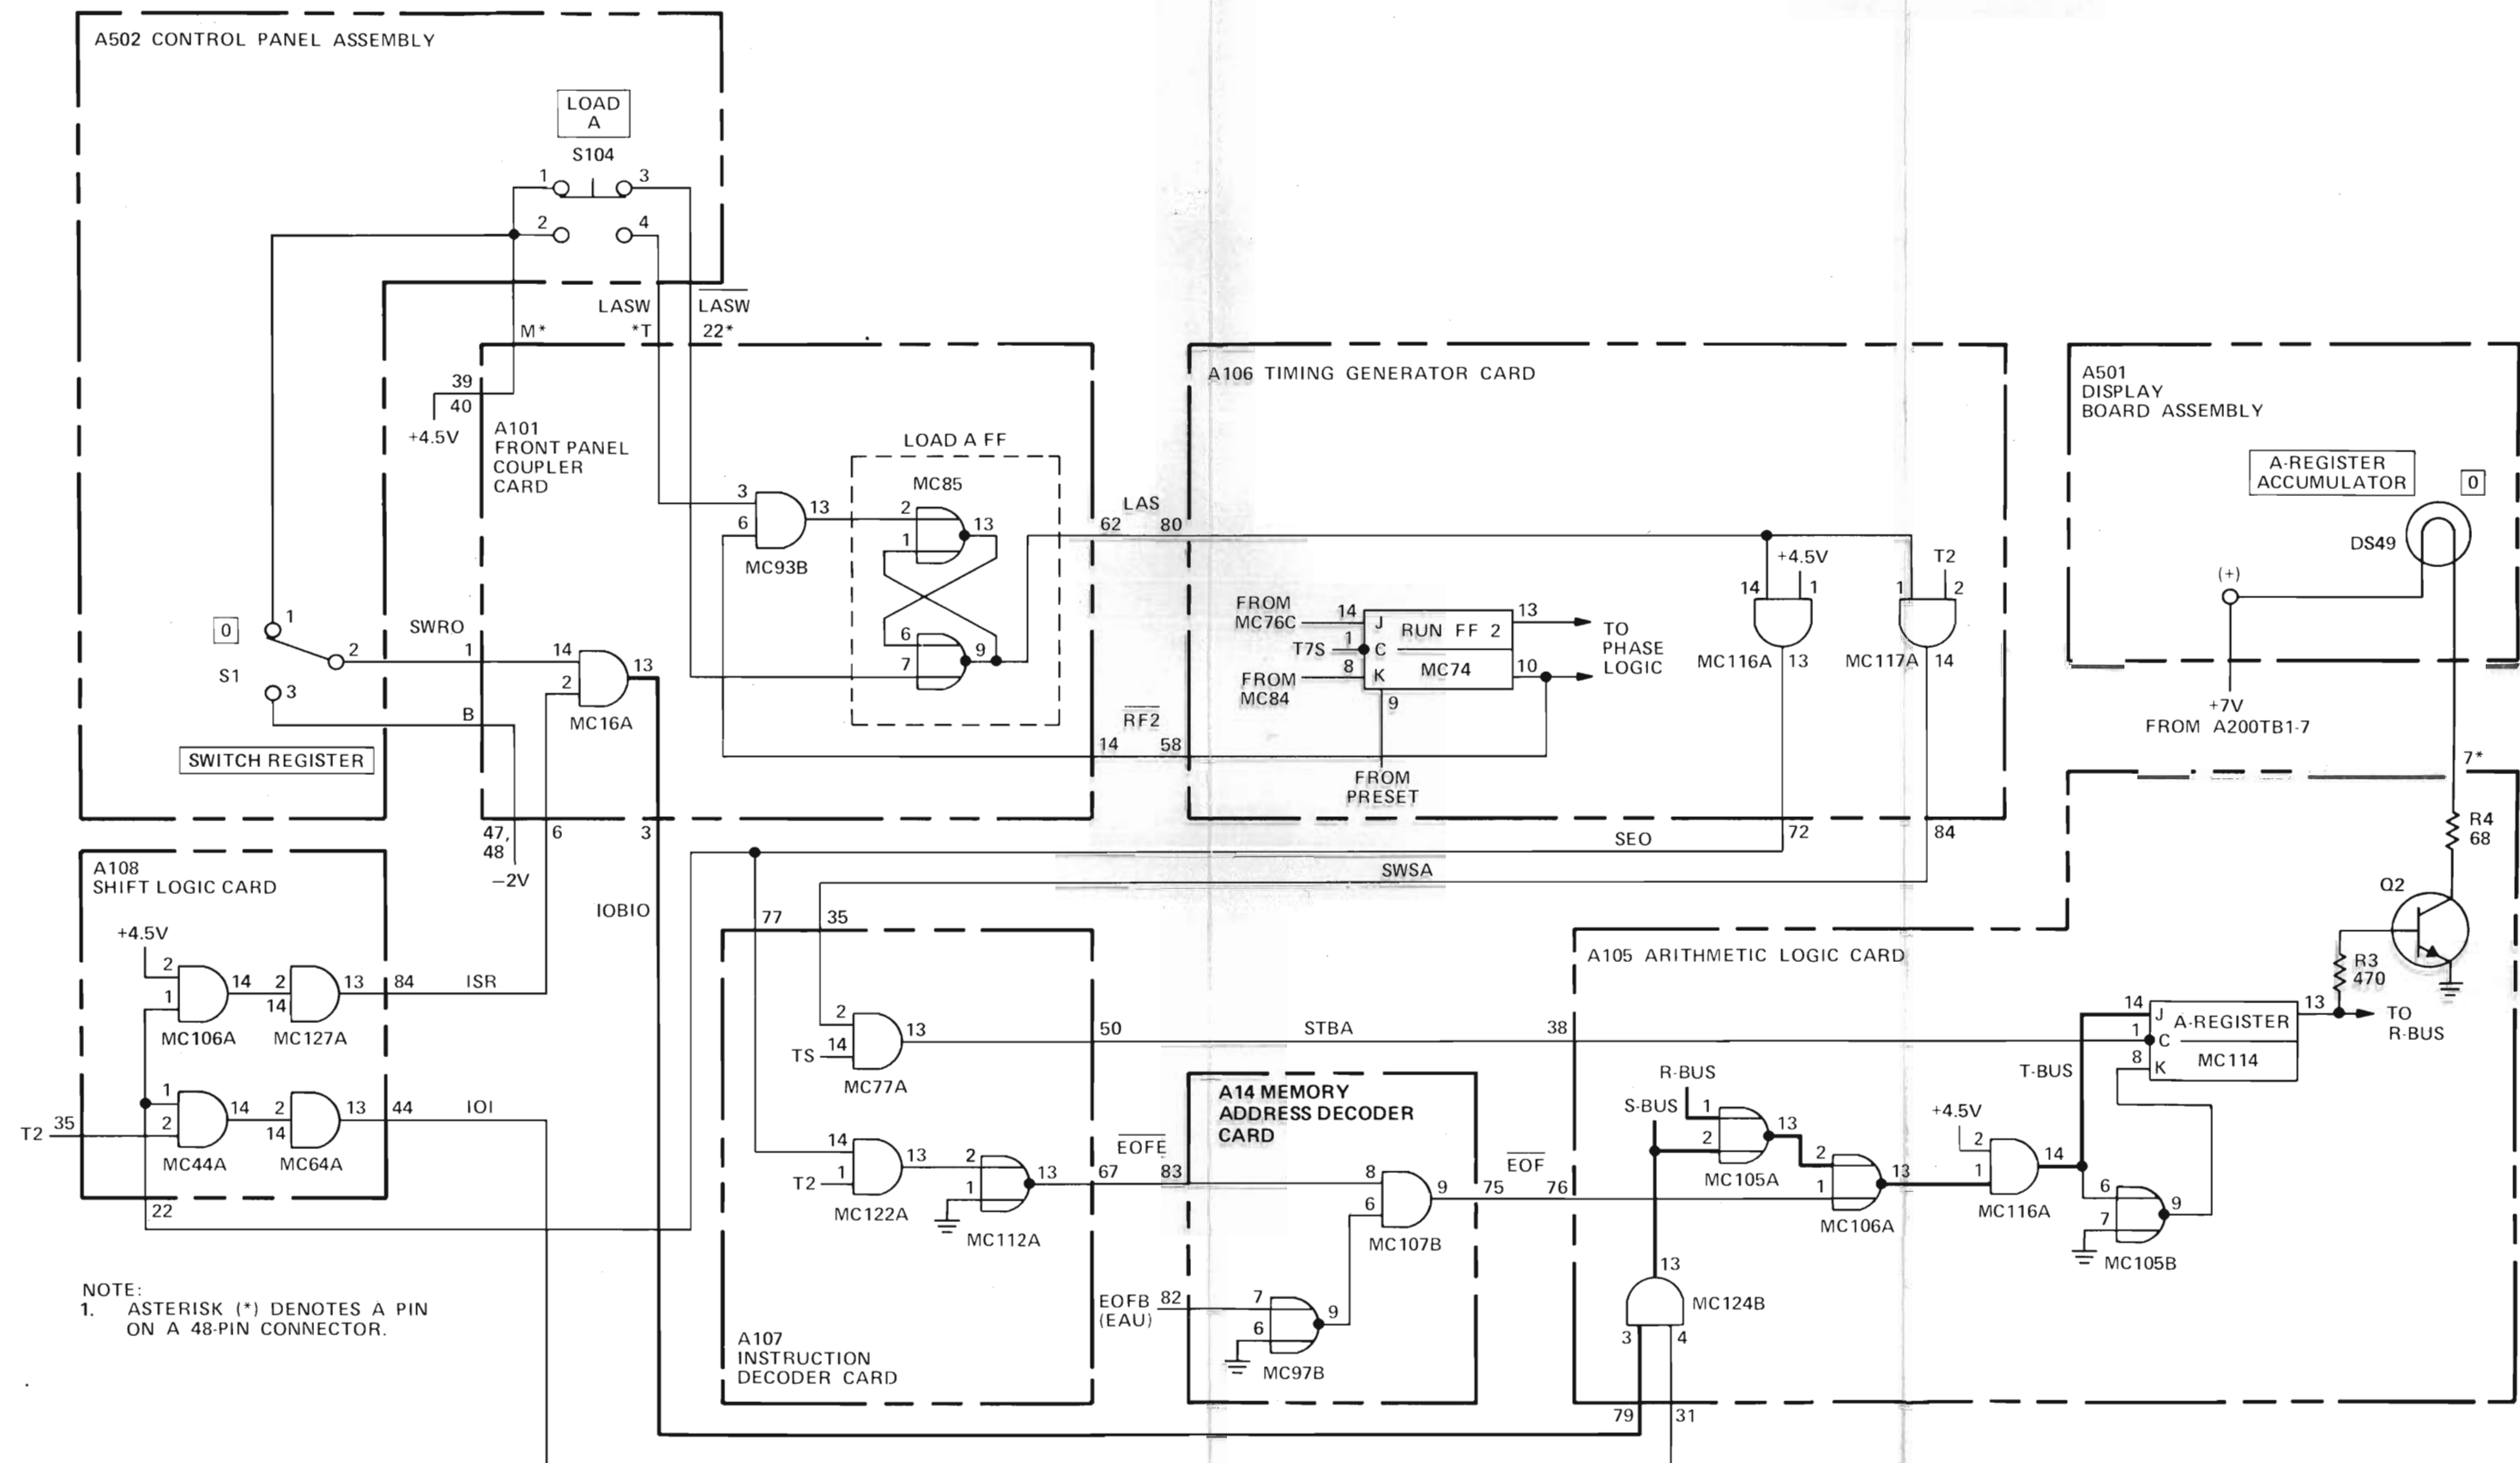 A502 CONTROL PANEL ASSEMBLY
LOAD
A
S104
1
3
2
4
LASW
LASW
M*
*T
22*
39
40
+4.5V
A101
FRONT PANEL
COUPLER
CARD
LOAD A FF
MC85
3
6
13
MC93B
2
1
13
6
7
9
LAS
62
80
RF2
14
58
0
S1
1
2
3
SWRO
1
B
14
2
13
MC16A
SWITCH REGISTER
47,
48
6
3
−2V
IOBIO
A106 TIMING GENERATOR CARD
FROM
MC76C
14
J
RUN FF 2
13
T7S
1
C
8
K
MC74
10
FROM
MC84
9
TO
PHASE
LOGIC
FROM
PRESET
+4.5V
14
1
MC116A
13
T2
1
2
MC117A
14
72
84
SEO
SWSA
A501
DISPLAY
BOARD ASSEMBLY
A-REGISTER
ACCUMULATOR
0
DS49
(+)
+7V
FROM A200TB1-7
7*
R4
68
Q2
R3
470
A108
SHIFT LOGIC CARD
+4.5V
2
1
14
2
14
13
84
ISR
MC106A
MC127A
1
2
14
2
14
13
44
IOI
T2
35
MC44A
MC64A
22
NOTE:
1. ASTERISK (*) DENOTES A PIN
ON A 48-PIN CONNECTOR.
77
35
2
TS
14
13
MC77A
50
STBA
38
14
T2
1
13
MC122A
2
1
13
MC112A
67
EOFE
83
A107
INSTRUCTION
DECODER CARD
A14 MEMORY
ADDRESS DECODER
CARD
8
6
9
MC107B
75
EOF
76
EOFB
(EAU)
82
7
6
9
MC97B
A105 ARITHMETIC LOGIC CARD
R-BUS
S-BUS
1
2
13
MC105A
2
1
13
MC106A
+4.5V
2
1
14
MC116A
T-BUS
14
J
A-REGISTER
13
1
C
8
K
MC114
TO
R-BUS
6
7
9
MC105B
13
MC124B
3
4
79
31